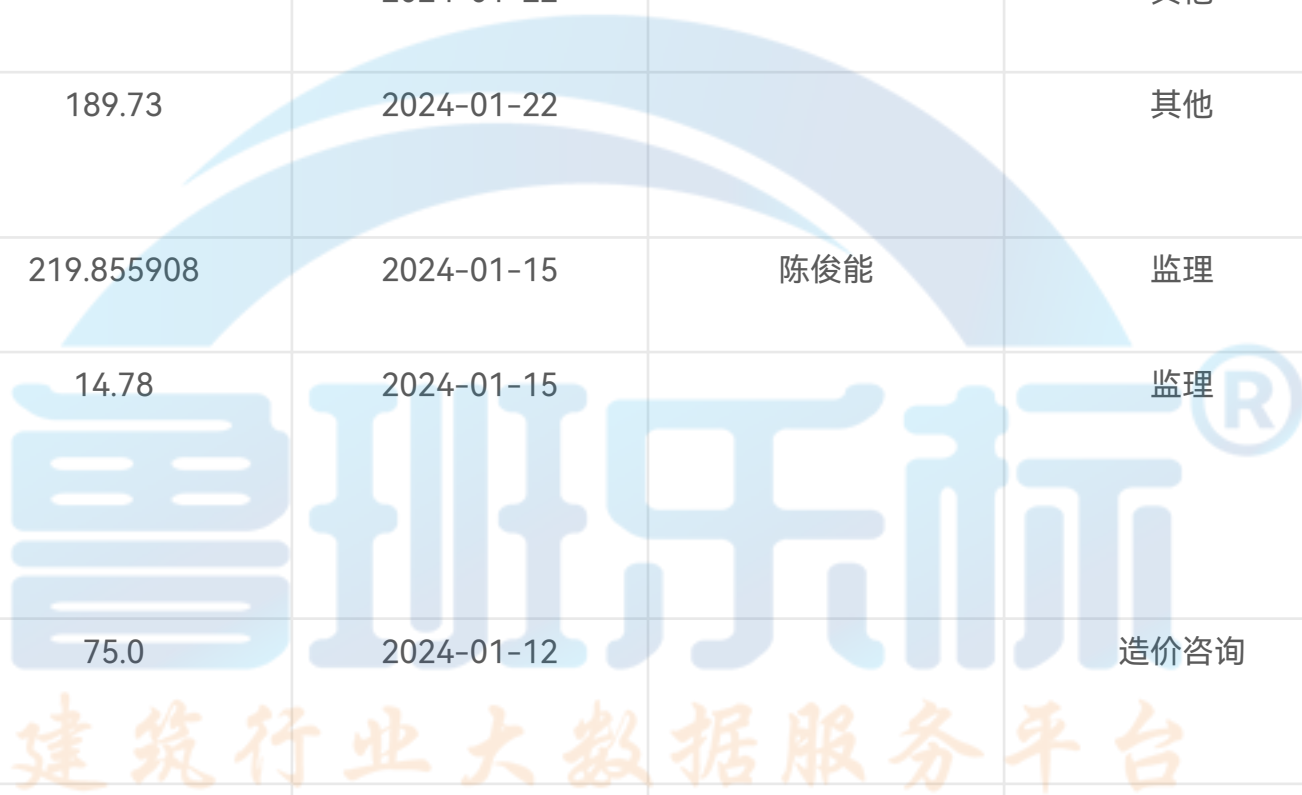 189.73 2024-01-22 其他
219.855908 2024-01-15 陈俊能 监理
14.78 2024-01-15 监理
鲁班乐标®
75.0 2024-01-12 造价咨询
建筑行业大数据服务平台